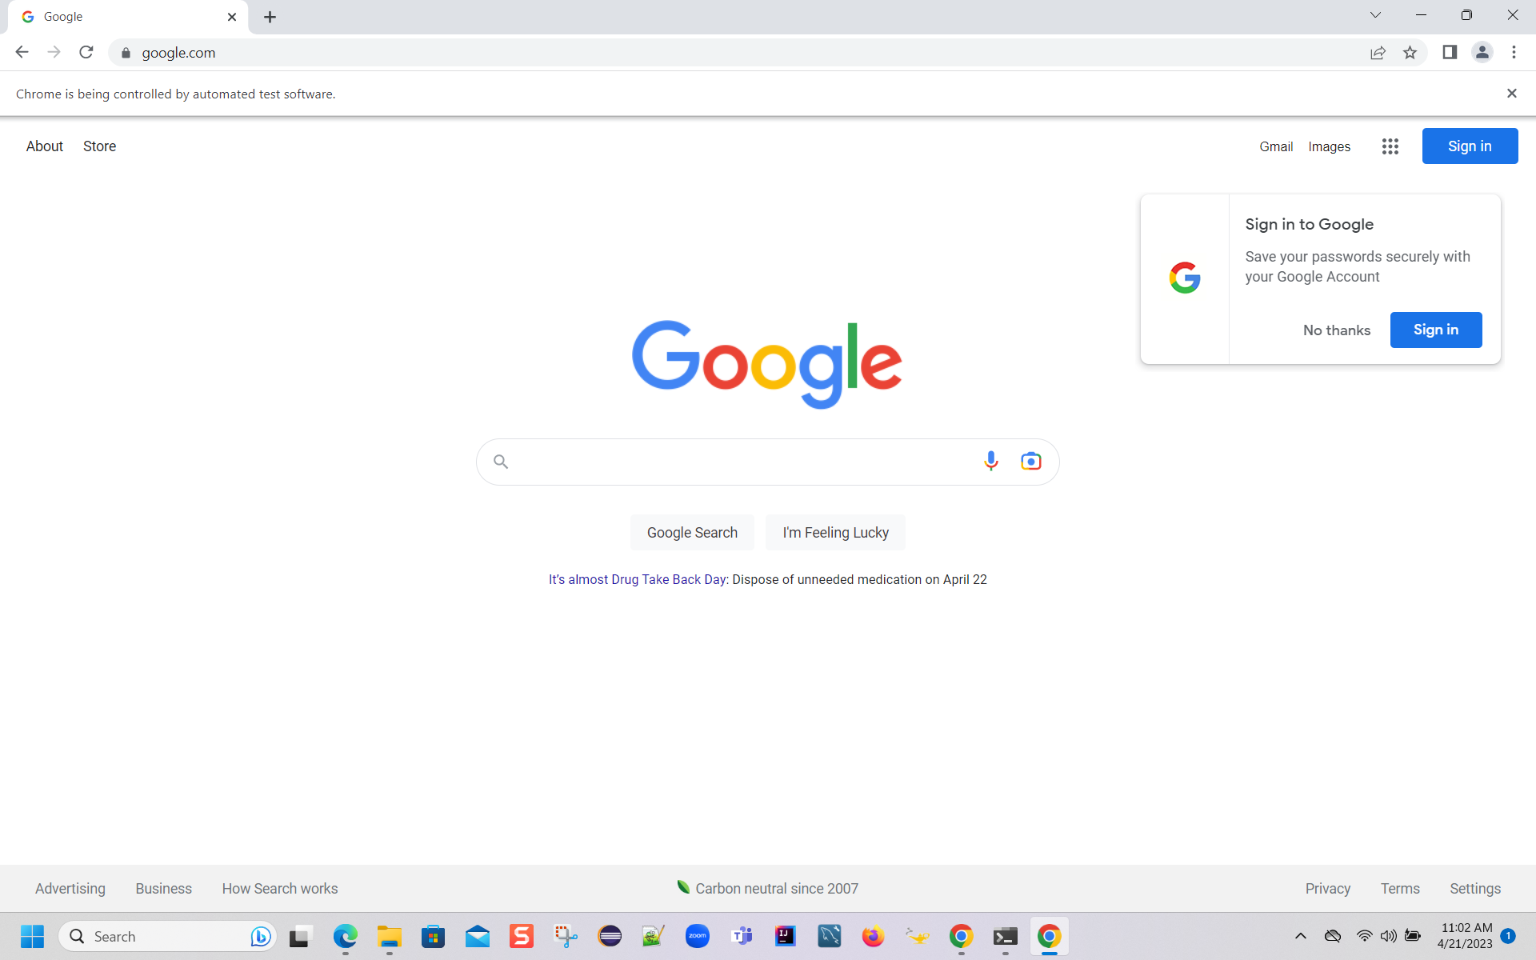 Google
google.com
Chrome is being controlled by automated test software.
About Store
Gmail Images
Sign in
Sign in to Google
Save your passwords securely with
your Google Account
No thanks
Sign in
Google
Google Search
I'm Feeling Lucky
It's almost Drug Take Back Day: Dispose of unneeded medication on April 22
Advertising Business How Search works
Carbon neutral since 2007
Privacy Terms Settings
Search
S
zoom
IJ
11:02 AM
4/21/2023
1